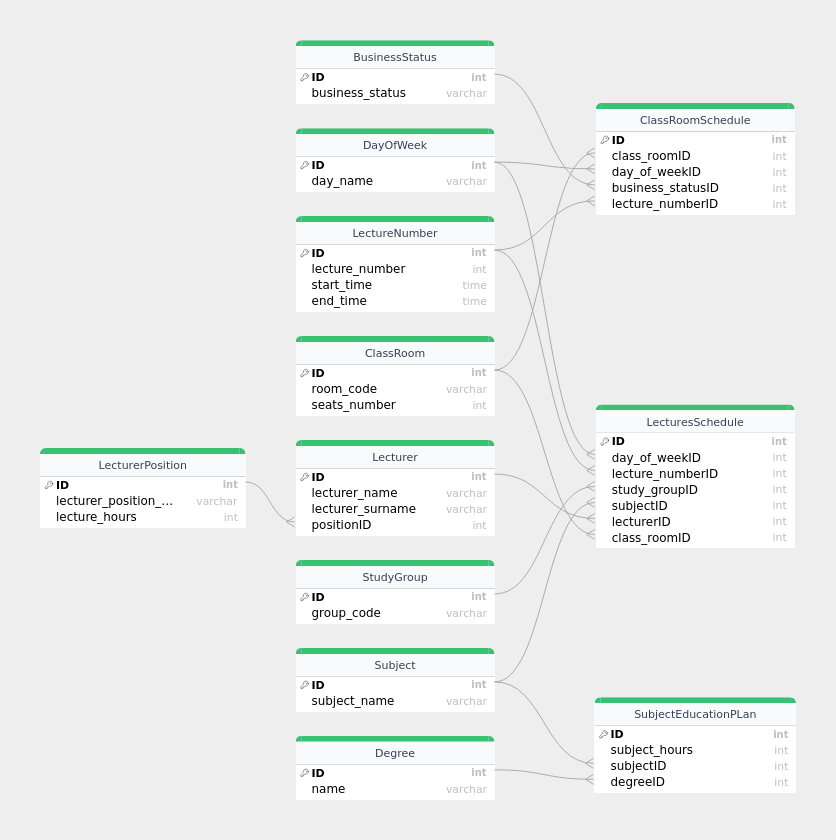 BusinessStatus
ID int
business_status varchar
DayOfWeek
ID int
day_name varchar
LectureNumber
ID int
lecture_number int
start_time time
end_time time
ClassRoom
ID int
room_code varchar
seats_number int
LecturerPosition
ID int
lecturer_position_... varchar
lecture_hours int
Lecturer
ID int
lecturer_name varchar
lecturer_surname varchar
positionID int
StudyGroup
ID int
group_code varchar
Subject
ID int
subject_name varchar
Degree
ID int
name varchar
ClassRoomSchedule
ID int
class_roomID int
day_of_weekID int
business_statusID int
lecture_numberID int
LecturesSchedule
ID int
day_of_weekID int
lecture_numberID int
study_groupID int
subjectID int
lecturerID int
class_roomID int
SubjectEducationPLan
ID int
subject_hours int
subjectID int
degreeID int